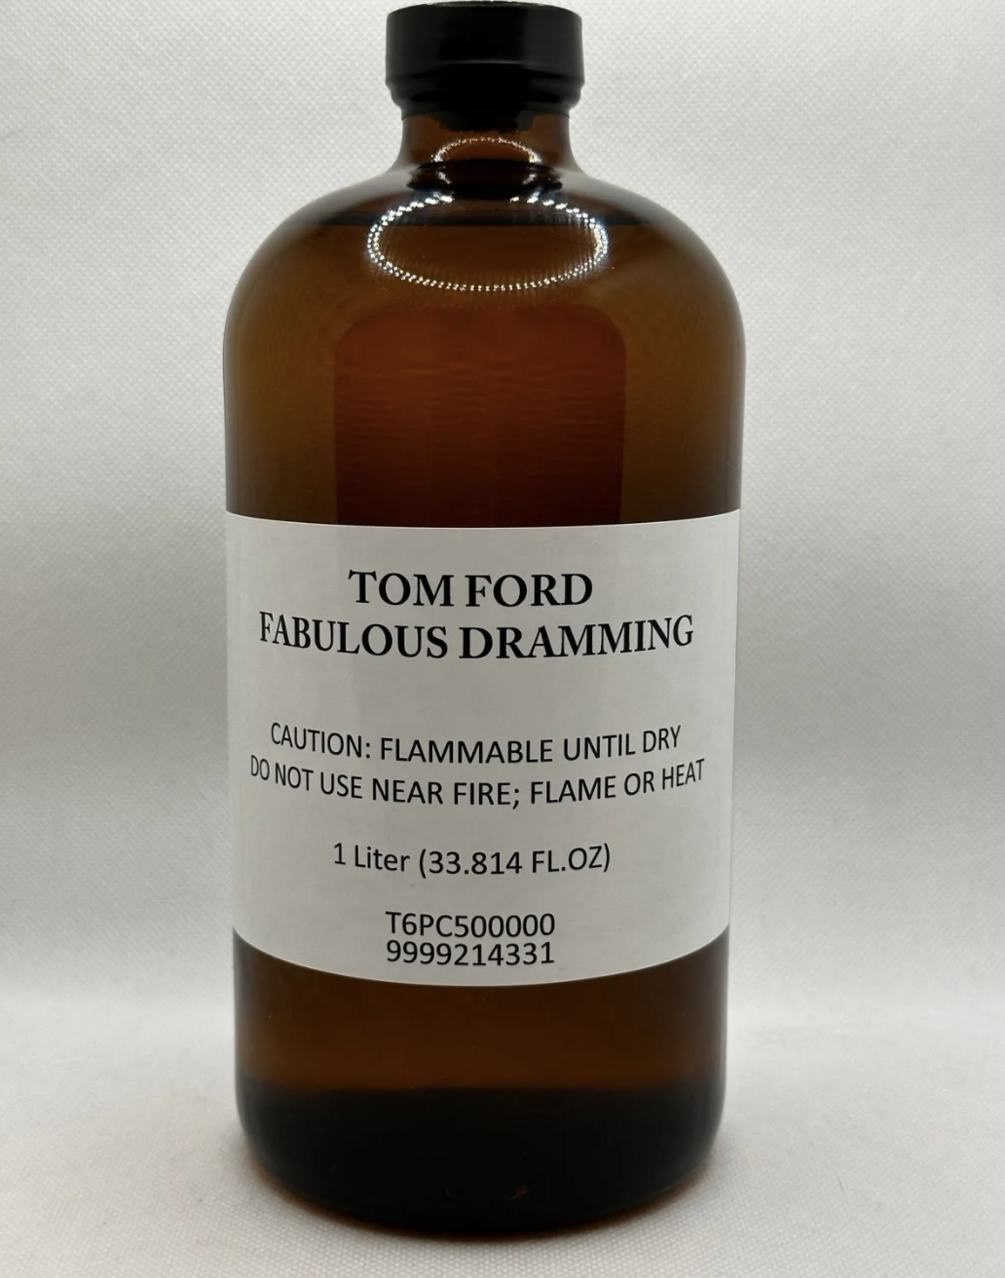 TOM FORD
FABULOUS DRAMMING
CAUTION: FLAMMABLE UNTIL DRY
DO NOT USE NEAR FIRE; FLAME OR HEAT
1 Liter (33.814 FL.OZ)
T6PC500000
9999214331